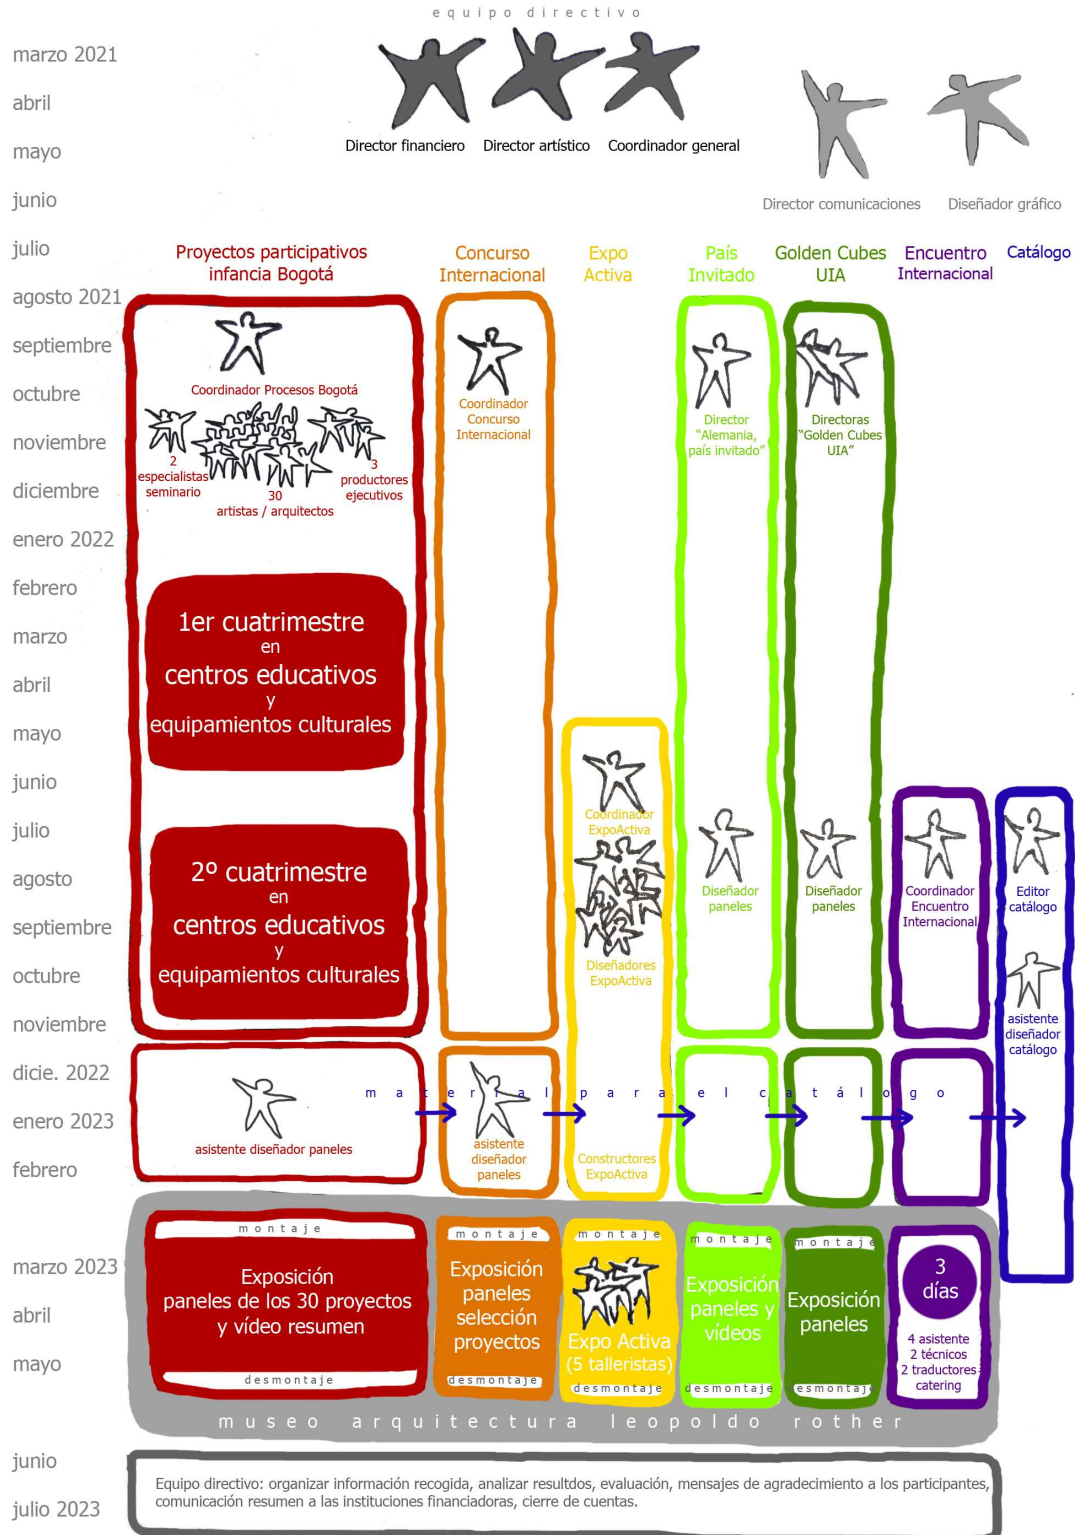 equipo directivo
marzo 2021
abril
mayo
junio
julio
agosto 2021
septiembre
octubre
noviembre
diciembre
enero 2022
febrero
marzo
abril
mayo
junio
julio
agosto
septiembre
octubre
noviembre
dicie. 2022
enero 2023
febrero
marzo 2023
abril
mayo
junio
julio 2023
Director financiero
Director artístico
Coordinador general
Director comunicaciones
Diseñador gráfico
Proyectos participativos
infancia Bogotá
Coordinador Procesos Bogotá
2
especialistas
seminario
30
artistas / arquitectos
3
productores
ejecutivos
1er cuatrimestre
en
centros educativos
y
equipamientos culturales
2º cuatrimestre
en
centros educativos
y
equipamientos culturales
asistente diseñador paneles
Concurso
Internacional
Coordinador
Concurso
Internacional
asistente
diseñador
paneles
Expo
Activa
Coordinador
ExpoActiva
Diseñadores
ExpoActiva
Constructores
ExpoActiva
País
Invitado
Director
"Alemania,
país invitado"
Diseñador
paneles
Golden Cubes
UIA
Directoras
"Golden Cubes
UIA"
Diseñador
paneles
Encuentro
Internacional
Coordinador
Encuentro
Internacional
Catálogo
Editor
catálogo
asistente
diseñador
catálogo
material para el catálogo
montaje
Exposición
paneles de los 30 proyectos
y vídeo resumen
desmontaje
montaje
Exposición
paneles
selección
proyectos
desmontaje
montaje
Expo Activa
(5 talleristas)
desmontaje
montaje
Exposición
paneles y
vídeos
desmontaje
montaje
Exposición
paneles
esmontaje
3
días
4 asistente
2 técnicos
2 traductores
catering
museo arquitectura leopoldo rother
Equipo directivo: organizar información recogida, analizar resultdos, evaluación, mensajes de agradecimiento a los participantes,
comunicación resumen a las instituciones financiadoras, cierre de cuentas.